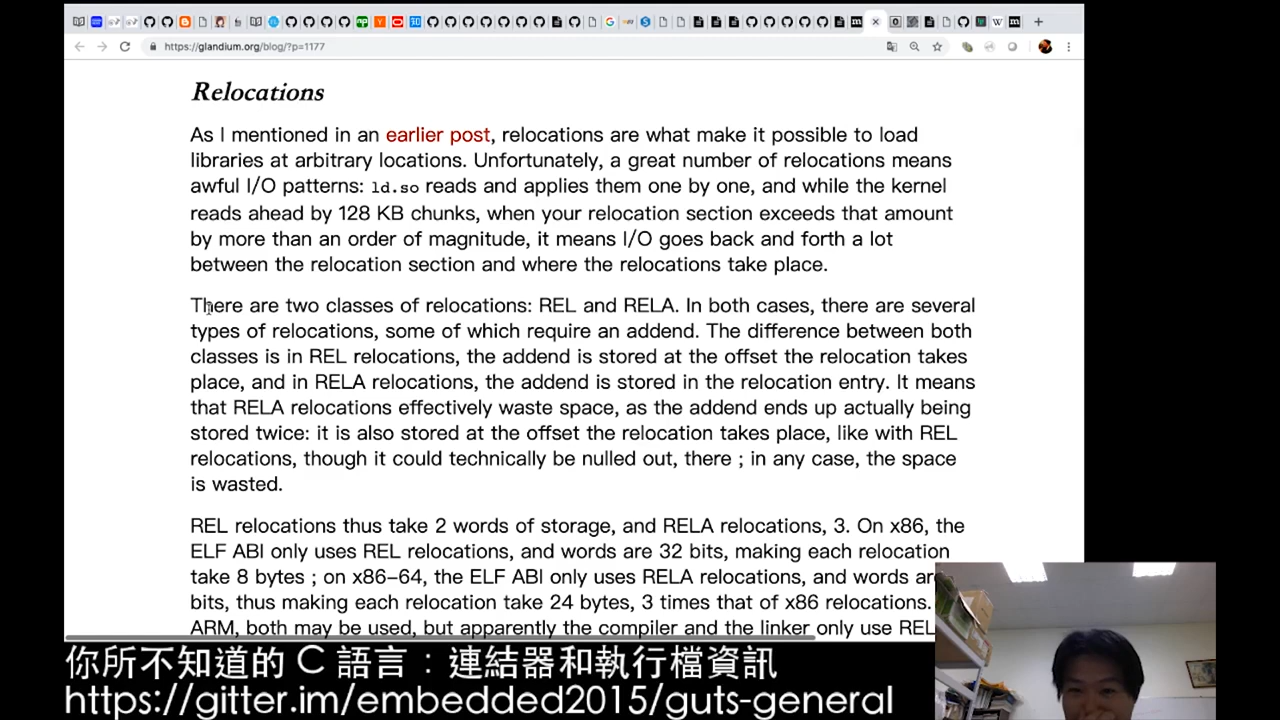 https://glandium.org/blog/?p=1177
Relocations
As I mentioned in an earlier post, relocations are what make it possible to load
libraries at arbitrary locations. Unfortunately, a great number of relocations means
awful I/O patterns: ld.so reads and applies them one by one, and while the kernel
reads ahead by 128 KB chunks, when your relocation section exceeds that amount
by more than an order of magnitude, it means I/O goes back and forth a lot
between the relocation section and where the relocations take place.
There are two classes of relocations: REL and RELA. In both cases, there are several
types of relocations, some of which require an addend. The difference between both
classes is in REL relocations, the addend is stored at the offset the relocation takes
place, and in RELA relocations, the addend is stored in the relocation entry. It means
that RELA relocations effectively waste space, as the addend ends up actually being
stored twice: it is also stored at the offset the relocation takes place, like with REL
relocations, though it could technically be nulled out, there ; in any case, the space
is wasted.
REL relocations thus take 2 words of storage, and RELA relocations, 3. On x86, the
ELF ABI only uses REL relocations, and words are 32 bits, making each relocation
take 8 bytes ; on x86–64, the ELF ABI only uses RELA relocations, and words
bits, thus making each relocation take 24 bytes, 3 times that of x86 relocations.
ARM, both may be used, but apparently the compiler and the linker only use REL
你所不知道的 C 語言：連結器和執行檔資訊
https://gitter.im/embedded2015/guts-general